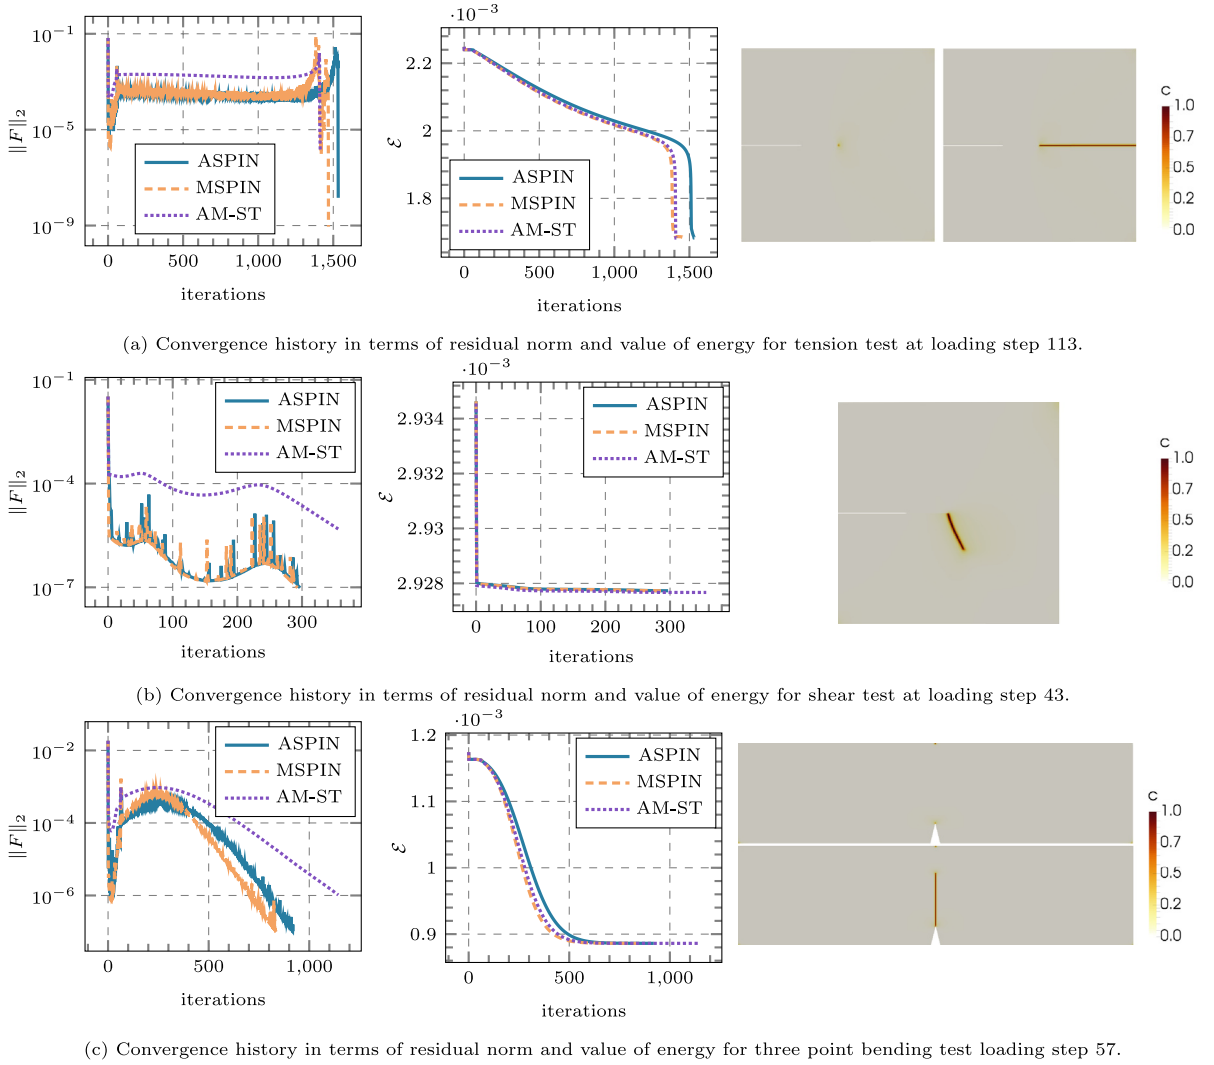 10⁻¹
10⁻⁵
10⁻⁹
‖F‖₂
ASPIN
MSPIN
AM-ST
0
500
1,000
1,500
iterations
·10⁻³
2.2
2
1.8
ℰ
ASPIN
MSPIN
AM-ST
0
500
1,000
1,500
iterations
C
1.0
0.7
0.5
0.2
0.0
(a) Convergence history in terms of residual norm and value of energy for tension test at loading step 113.
10⁻¹
10⁻⁴
10⁻⁷
‖F‖₂
ASPIN
MSPIN
AM-ST
0
100
200
300
iterations
·10⁻³
2.934
2.932
2.93
2.928
ℰ
ASPIN
MSPIN
AM-ST
0
100
200
300
iterations
C
1.0
0.7
0.5
0.2
0.0
(b) Convergence history in terms of residual norm and value of energy for shear test at loading step 43.
10⁻²
10⁻⁴
10⁻⁶
‖F‖₂
ASPIN
MSPIN
AM-ST
0
500
1,000
iterations
·10⁻³
1.2
1.1
1
0.9
ℰ
ASPIN
MSPIN
AM-ST
0
500
1,000
iterations
C
1.0
0.7
0.5
0.2
0.0
(c) Convergence history in terms of residual norm and value of energy for three point bending test loading step 57.